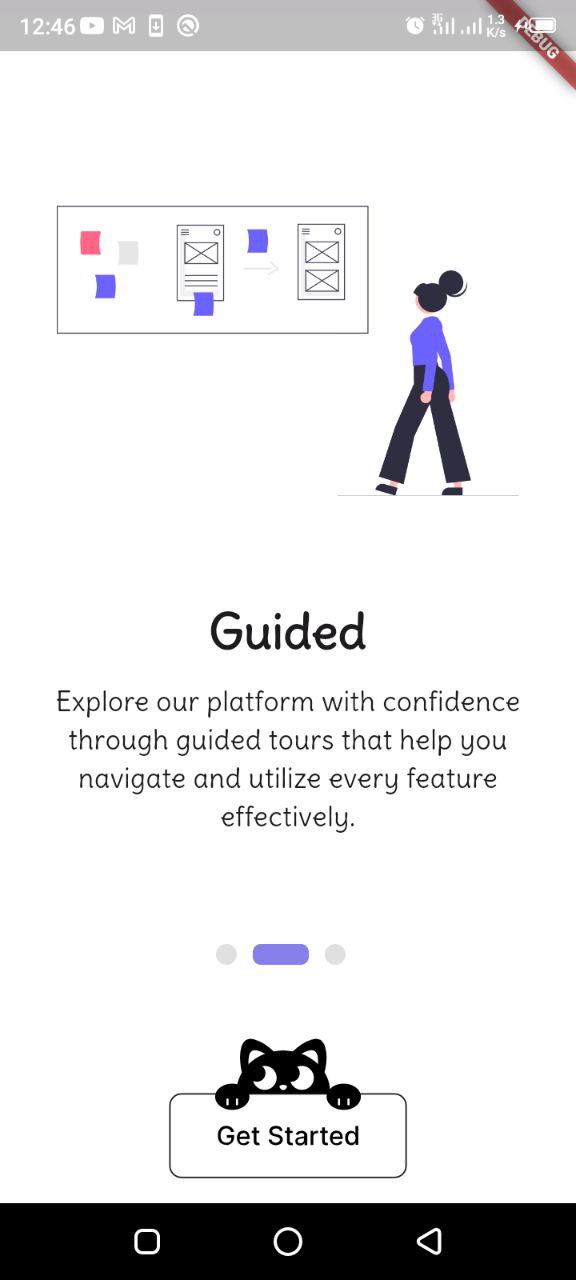 12:46
3G
1.3
K/s
DEBUG
Guided
Explore our platform with confidence
through guided tours that help you
navigate and utilize every feature
effectively.
Get Started